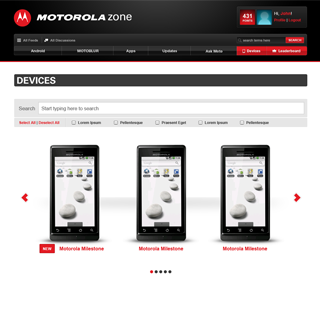 MOTOROLA zone
431
POINTS
Hi, John!
Profile | Logout
All Feeds All Discussions
search terms here SEARCH
Android MOTOBLUR Apps Updates Ask Moto Devices Leaderboard
DEVICES
Search Start typing here to search
Select All | Deselect All Lorem Ipsum Pellentesque Praesent Eget Lorem Ipsum Pellentesque
NEW Motorola Milestone Motorola Milestone Motorola Milestone